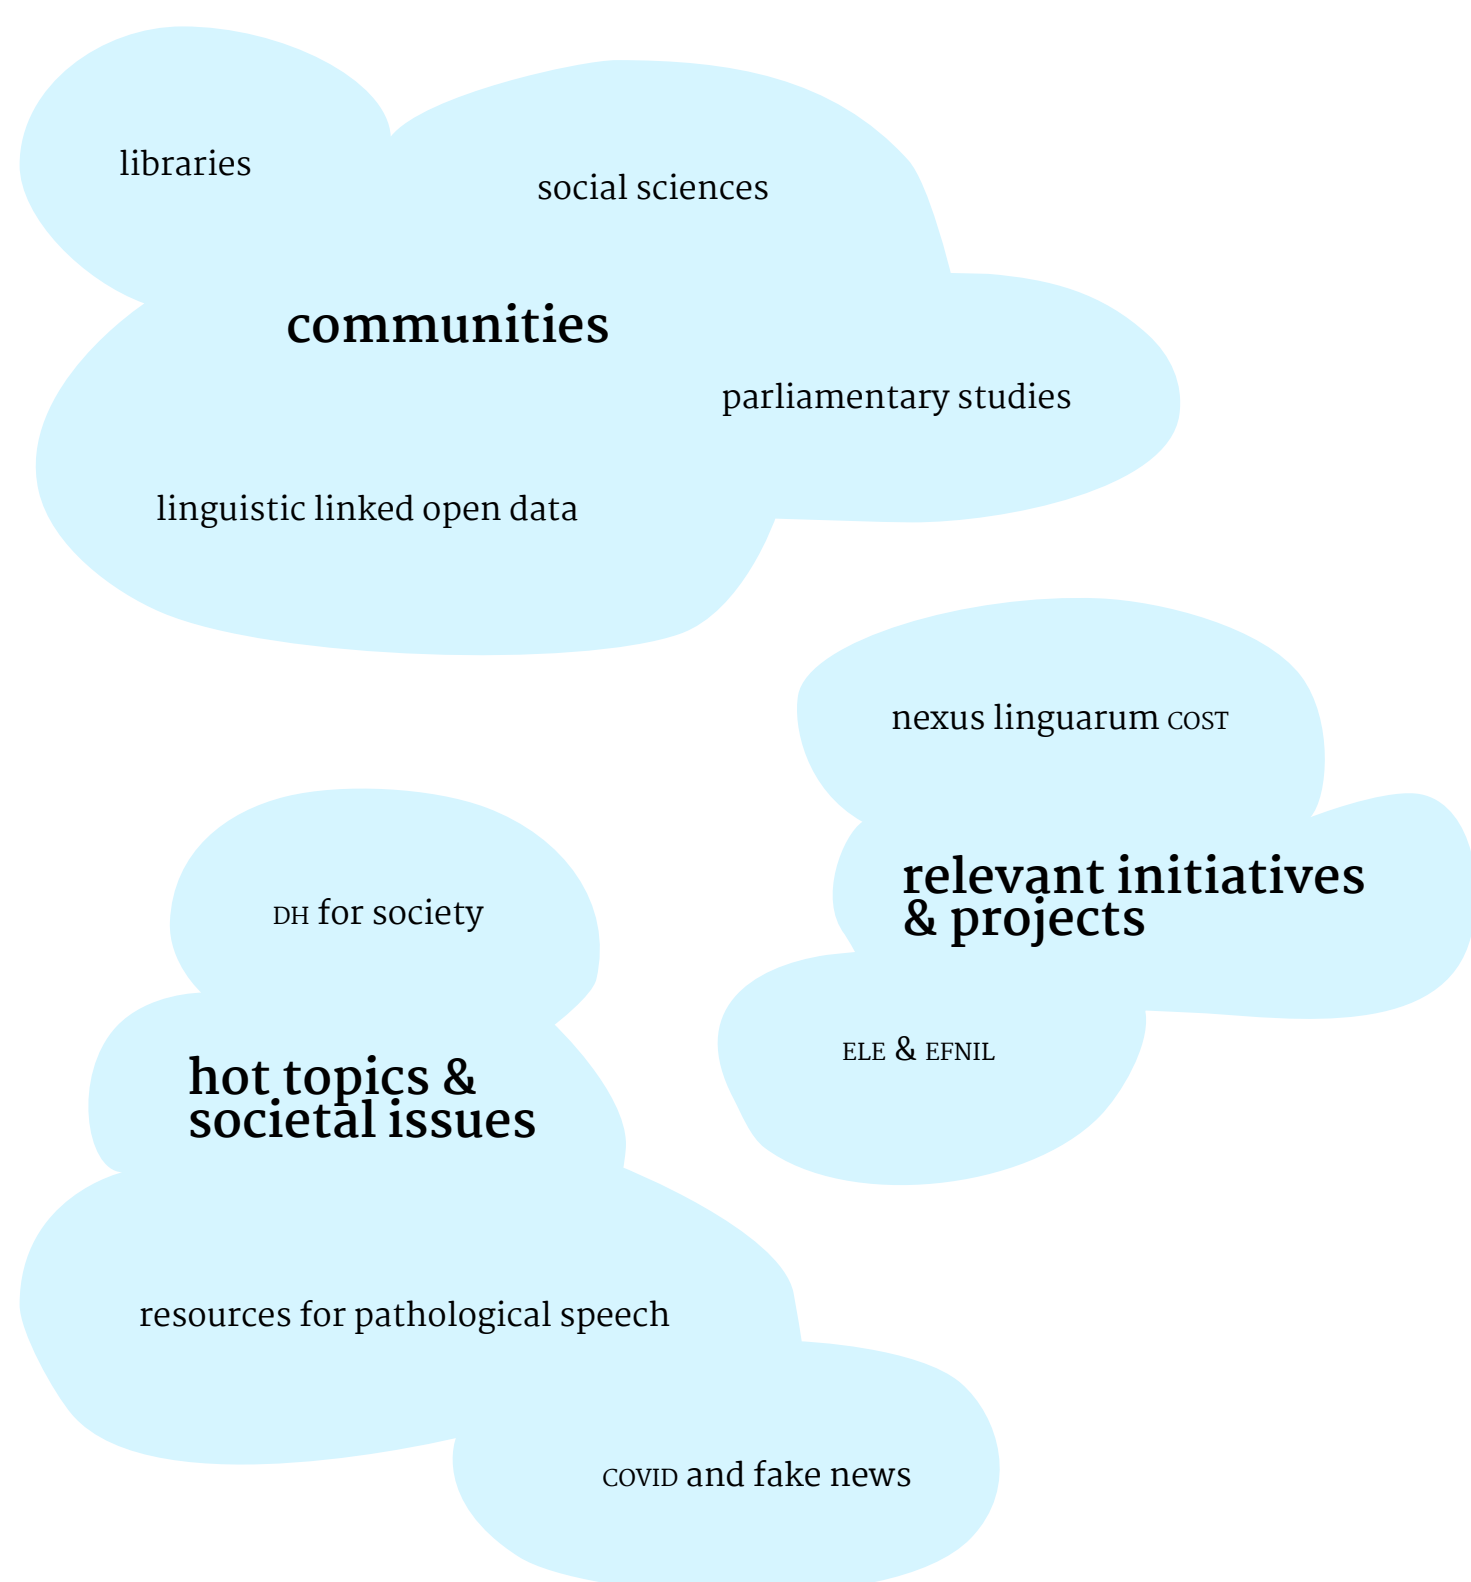 libraries
social sciences
communities
parliamentary studies
linguistic linked open data
nexus linguarum COST
relevant initiatives
& projects
ELE & EFNIL
DH for society
hot topics &
societal issues
resources for pathological speech
COVID and fake news